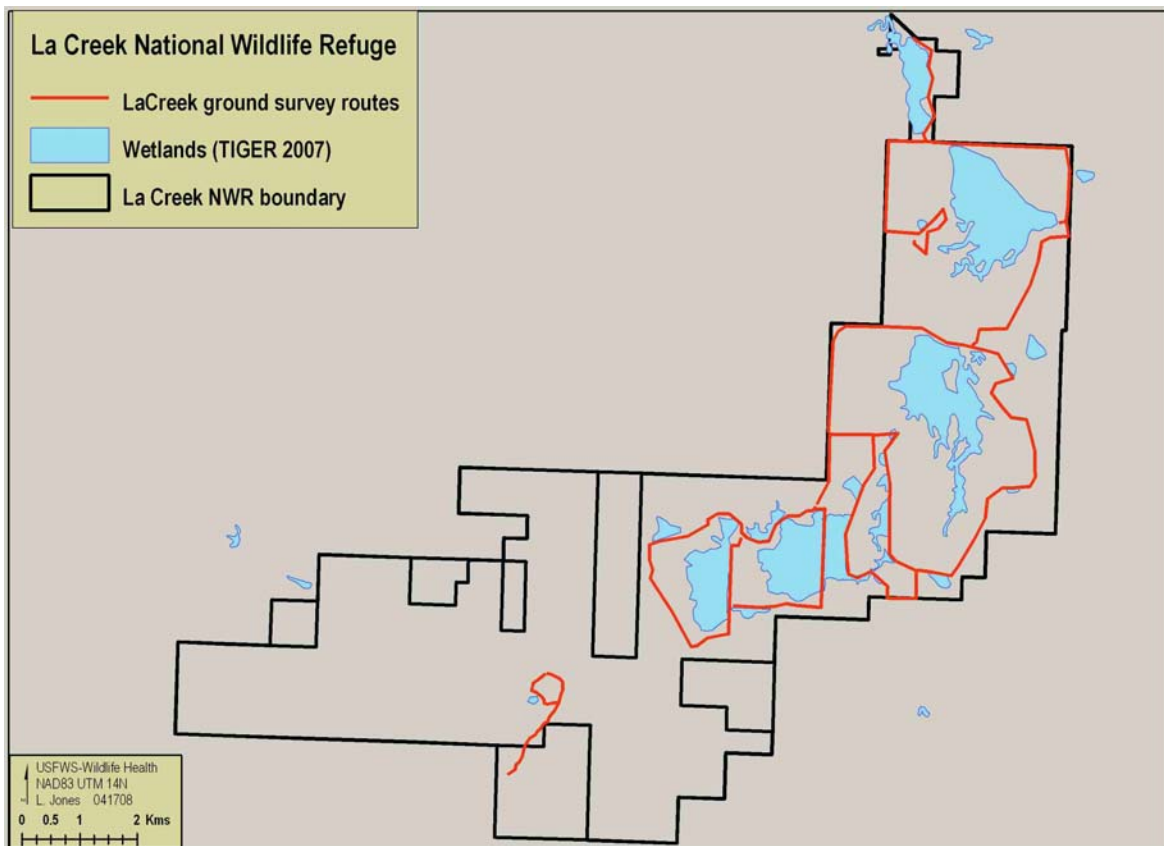 La Creek National Wildlife Refuge
LaCreek ground survey routes
Wetlands (TIGER 2007)
La Creek NWR boundary
USFWS-Wildlife Health
NAD83 UTM 14N
L. Jones 041708
0 0.5 1 2 Kms